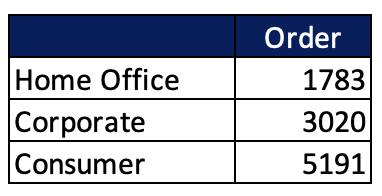 Order
Home Office 1783
Corporate 3020
Consumer 5191